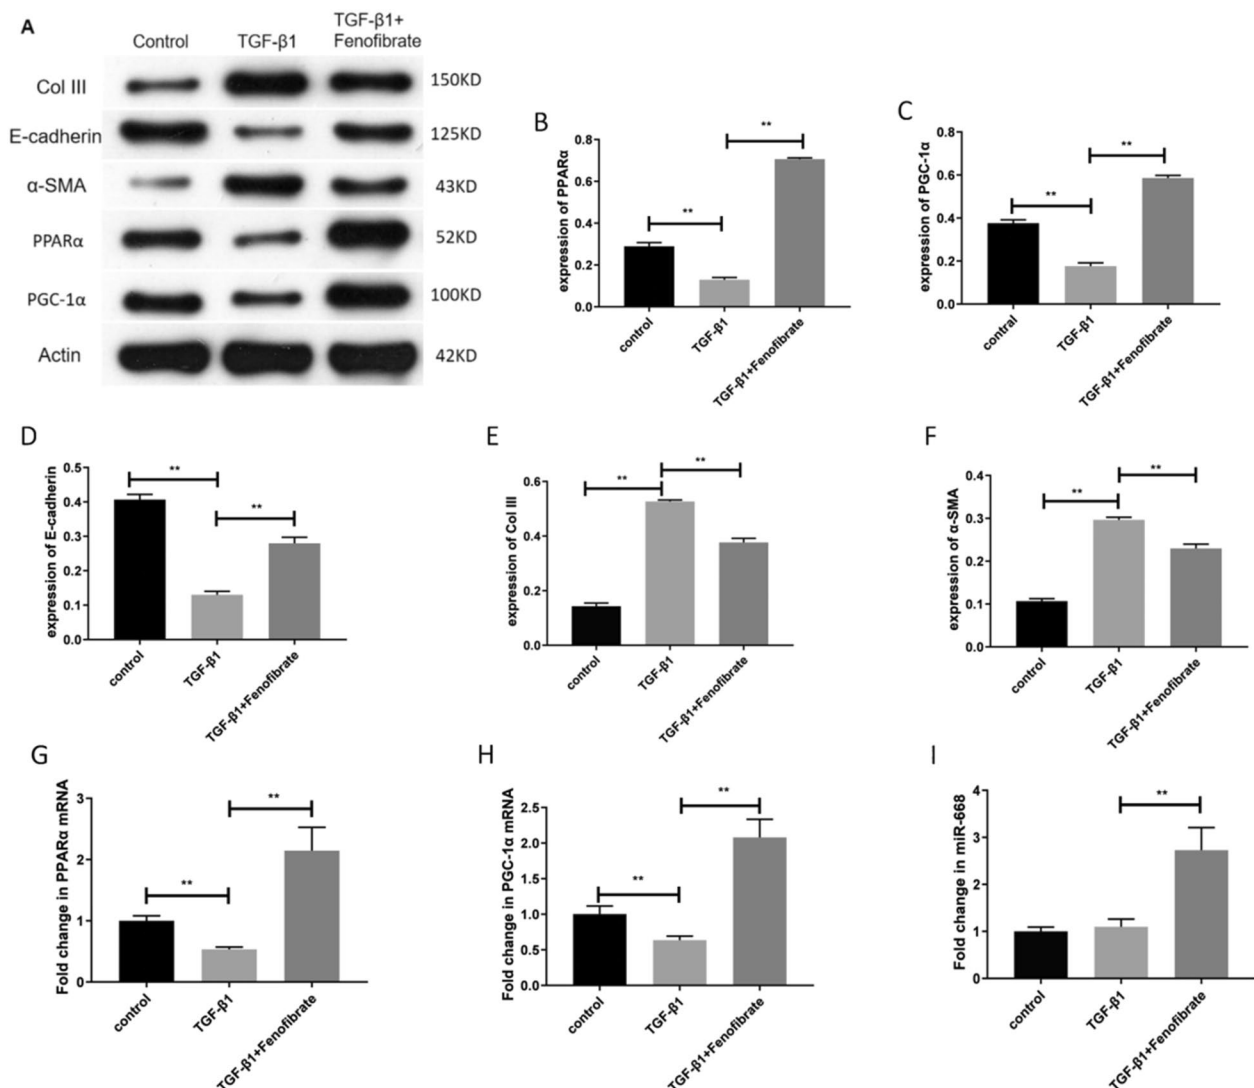 A
Control
TGF-β1
TGF-β1+
Fenofibrate
Col III
150KD
E-cadherin
125KD
α-SMA
43KD
PPARα
52KD
PGC-1α
100KD
Actin
42KD
B
expression of PPARα
0.8
0.6
0.4
0.2
0.0
**
**
control
TGF-β1
TGF-β1+Fenofibrate
C
expression of PGC-1α
0.8
0.6
0.4
0.2
0.0
**
**
contral
TGF-β1
TGF-β1+Fenofibrate
D
expression of E-cadherin
0.5
0.4
0.3
0.2
0.1
0.0
**
**
control
TGF-β1
TGF-β1+Fenofibrate
E
expression of Col III
0.6
0.4
0.2
0.0
**
**
control
TGF-β1
TGF-β1+Fenofibrate
F
expression of α-SMA
0.4
0.3
0.2
0.1
0.0
**
**
control
TGF-β1
TGF-β1+Fenofibrate
G
Fold change in PPARα mRNA
3
2
1
0
**
**
control
TGF-β1
TGF-β1+Fenofibrate
H
Fold change in PGC-1α mRNA
2.5
2.0
1.5
1.0
0.5
0.0
**
**
control
TGF-β1
TGF-β1+Fenofibrate
I
Fold change in miR-668
4
3
2
1
0
**
control
TGF-β1
TGF-β1+Fenofibrate